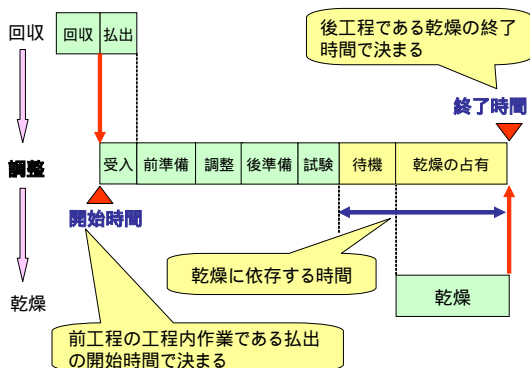 回収
回収 払出
後工程である乾燥の終了
時間で決まる
終了時間
調整
受入 前準備 調整 後準備 試験 待機 乾燥の占有
開始時間
乾燥に依存する時間
乾燥
乾燥
前工程の工程内作業である払出
の開始時間で決まる